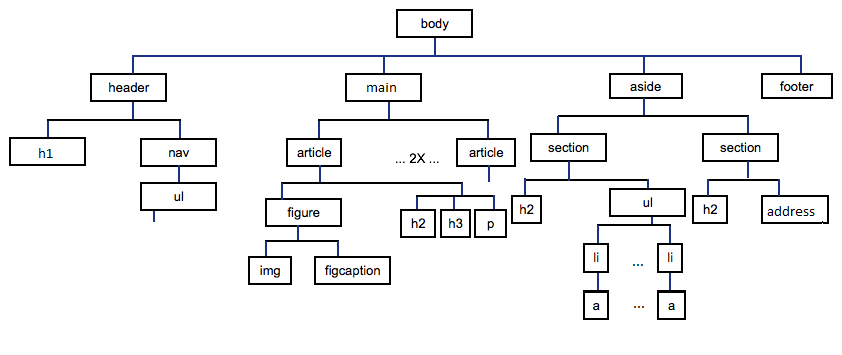 body
header
main
aside
footer
h1
nav
article
... 2X ...
article
section
section
ul
figure
h2
h3
p
h2
ul
h2
address
img
figcaption
li
...
li
a
...
a